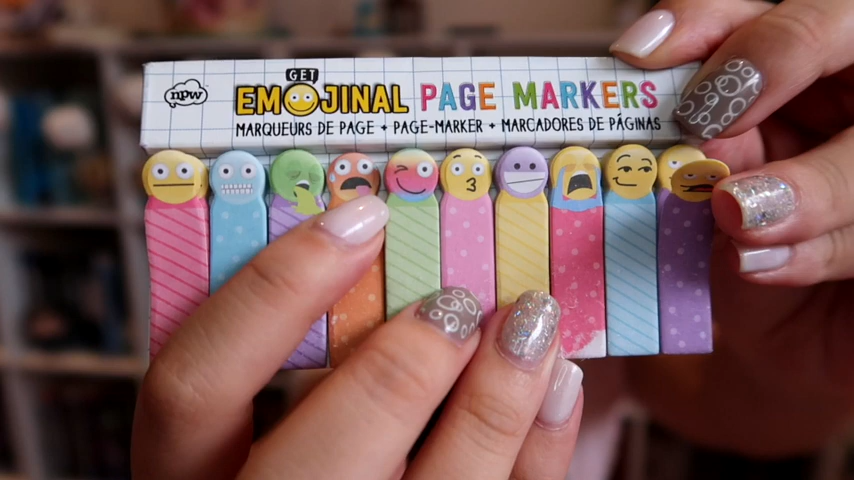 npw
GET
EMOJINAL PAGE MARKERS
MARQUEURS DE PAGE + PAGE-MARKER + MARCADORES DE PÁGINAS